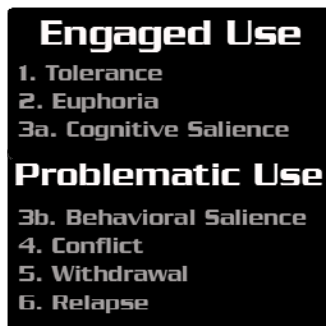 Engaged Use
1. Tolerance
2. Euphoria
3a. Cognitive Salience
Problematic Use
3b. Behavioral Salience
4. Conflict
5. Withdrawal
6. Relapse